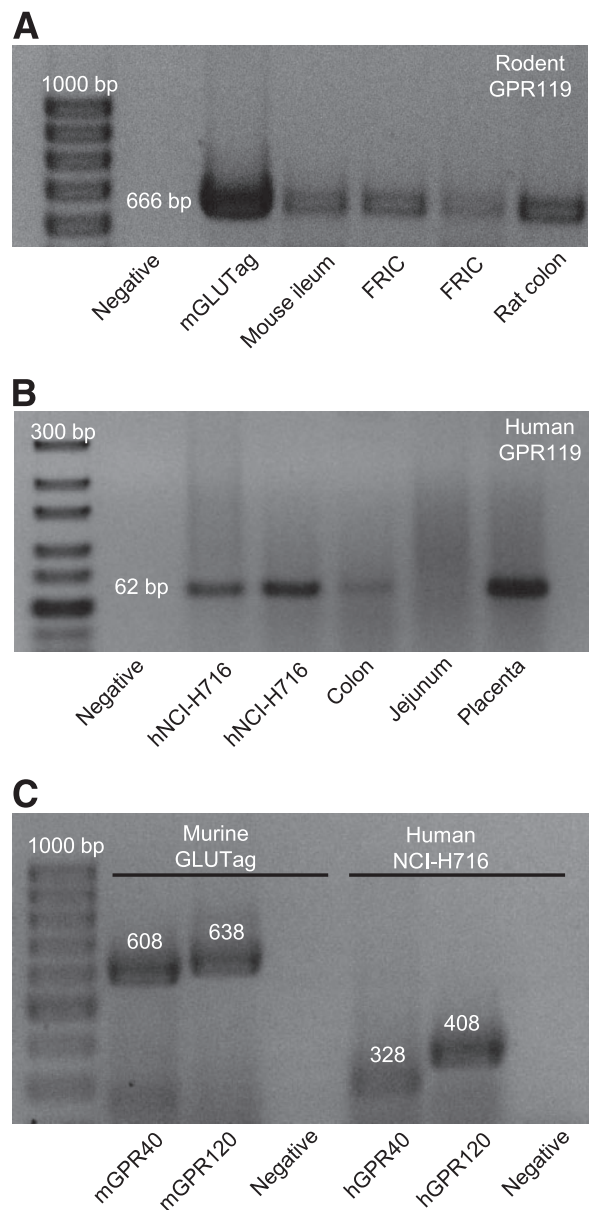 A
1000 bp
Rodent
GPR119
666 bp
Negative
mGLUTag
Mouse ileum
FRIC
FRIC
Rat colon
B
300 bp
Human
GPR119
62 bp
Negative
hNCI-H716
hNCI-H716
Colon
Jejunum
Placenta
C
1000 bp
Murine
GLUTag
Human
NCI-H716
608
638
328
408
mGPR40
mGPR120
Negative
hGPR40
hGPR120
Negative